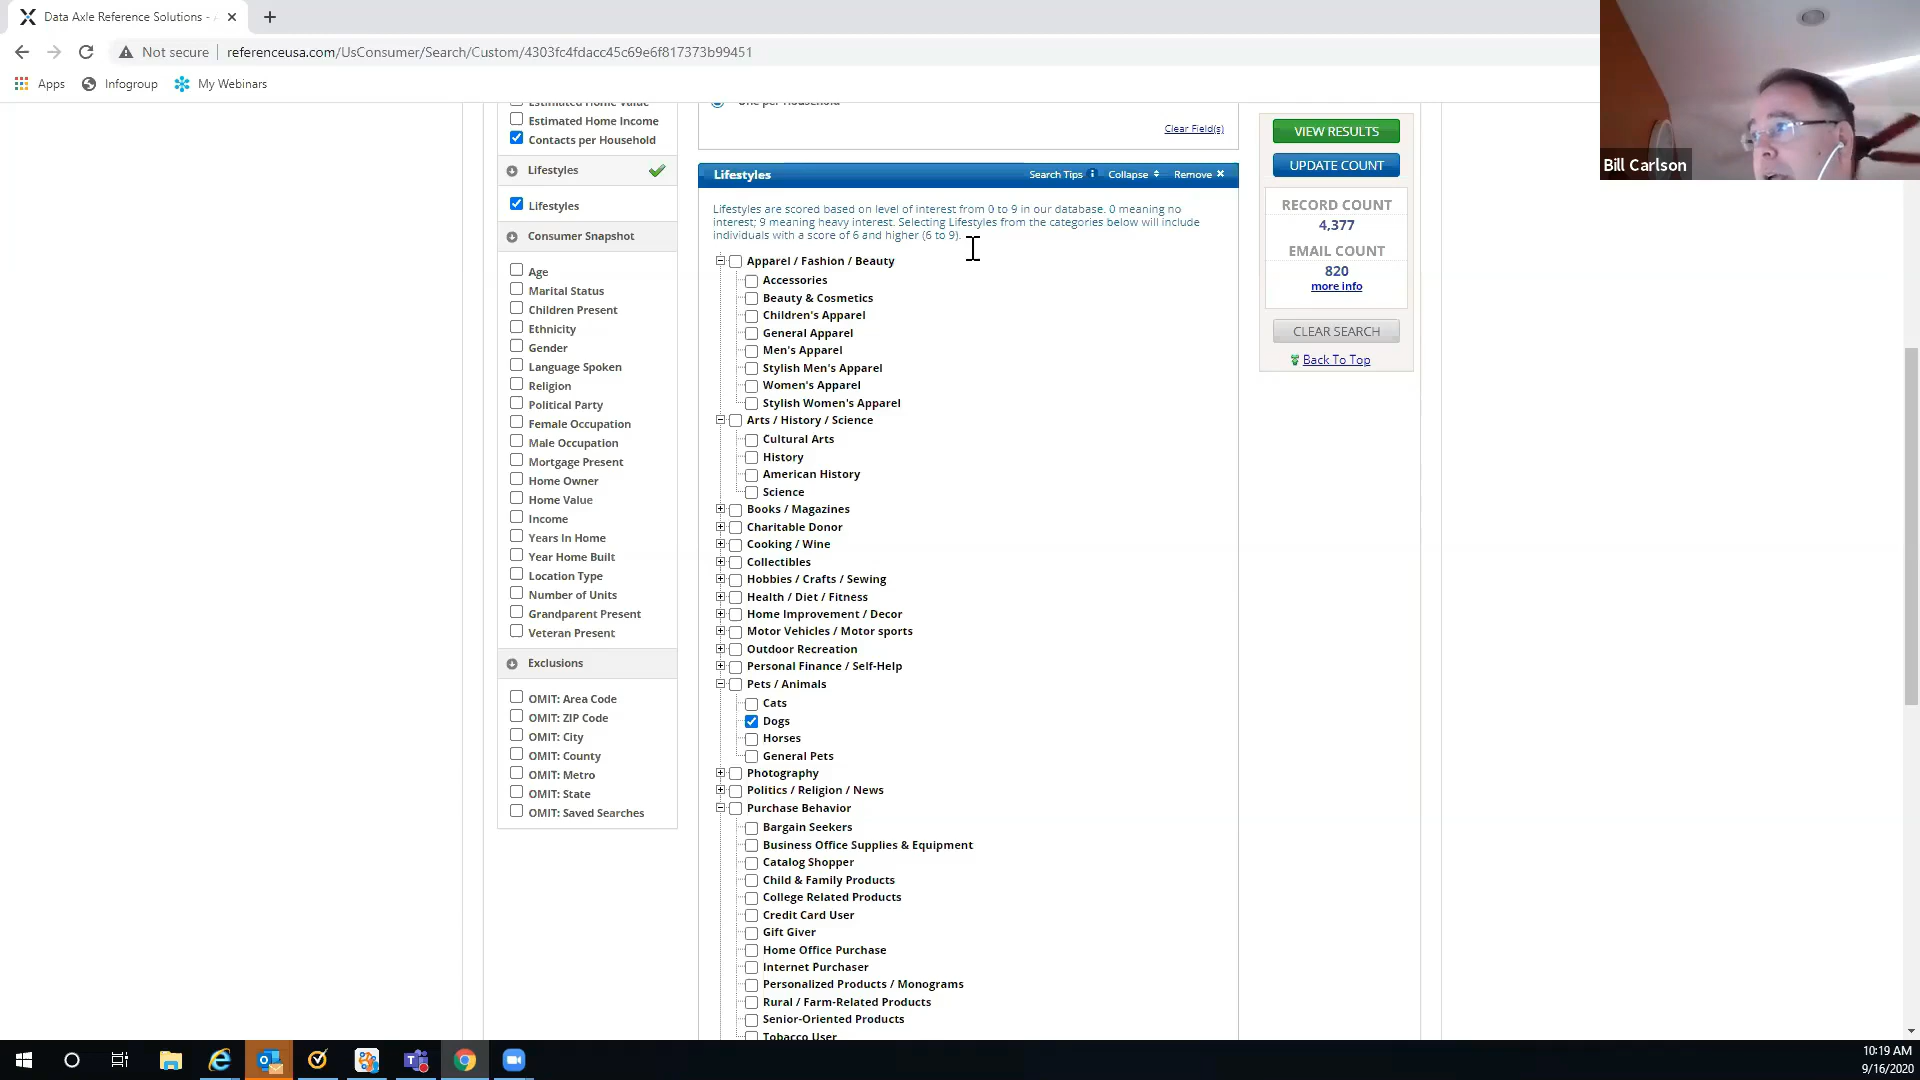 Data Axle Reference Solutions -
Not secure
referenceusa.com/UsConsumer/Search/Custom/4303fc4fdacc45c69e6f817373b99451
Apps
Infogroup
My Webinars
Bill Carlson
Estimated Home Value
Estimated Home Income
Contacts per Household
Lifestyles
Lifestyles
Consumer Snapshot
Age
Marital Status
Children Present
Ethnicity
Gender
Language Spoken
Religion
Political Party
Female Occupation
Male Occupation
Mortgage Present
Home Owner
Home Value
Income
Years In Home
Year Home Built
Location Type
Number of Units
Grandparent Present
Veteran Present
Exclusions
OMIT: Area Code
OMIT: ZIP Code
OMIT: City
OMIT: County
OMIT: Metro
OMIT: State
OMIT: Saved Searches
One per Household
Clear Field(s)
Lifestyles
Search Tips
Collapse
Remove
Lifestyles are scored based on level of interest from 0 to 9 in our database. 0 meaning no
interest; 9 meaning heavy interest. Selecting Lifestyles from the categories below will include
individuals with a score of 6 and higher (6 to 9).
Apparel / Fashion / Beauty
Accessories
Beauty & Cosmetics
Children's Apparel
General Apparel
Men's Apparel
Stylish Men's Apparel
Women's Apparel
Stylish Women's Apparel
Arts / History / Science
Cultural Arts
History
American History
Science
Books / Magazines
Charitable Donor
Cooking / Wine
Collectibles
Hobbies / Crafts / Sewing
Health / Diet / Fitness
Home Improvement / Decor
Motor Vehicles / Motor sports
Outdoor Recreation
Personal Finance / Self-Help
Pets / Animals
Cats
Dogs
Horses
General Pets
Photography
Politics / Religion / News
Purchase Behavior
Bargain Seekers
Business Office Supplies & Equipment
Catalog Shopper
Child & Family Products
College Related Products
Credit Card User
Gift Giver
Home Office Purchase
Internet Purchaser
Personalized Products / Monograms
Rural / Farm-Related Products
Senior-Oriented Products
Tobacco User
VIEW RESULTS
UPDATE COUNT
RECORD COUNT
4,377
EMAIL COUNT
820
more info
CLEAR SEARCH
Back To Top
10:19 AM
9/16/2020